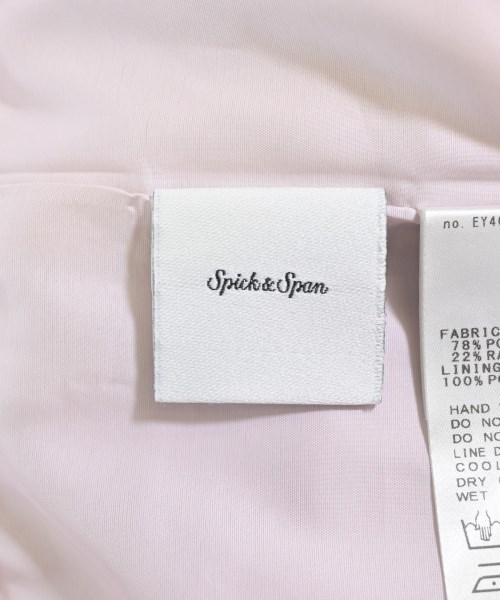 Spick & Span
no. EY4
FABRIC
78% PO
22% RA
LINING
100% PO
HAND
DO NO
DO NO
LINE D
COOL
DRY
WET